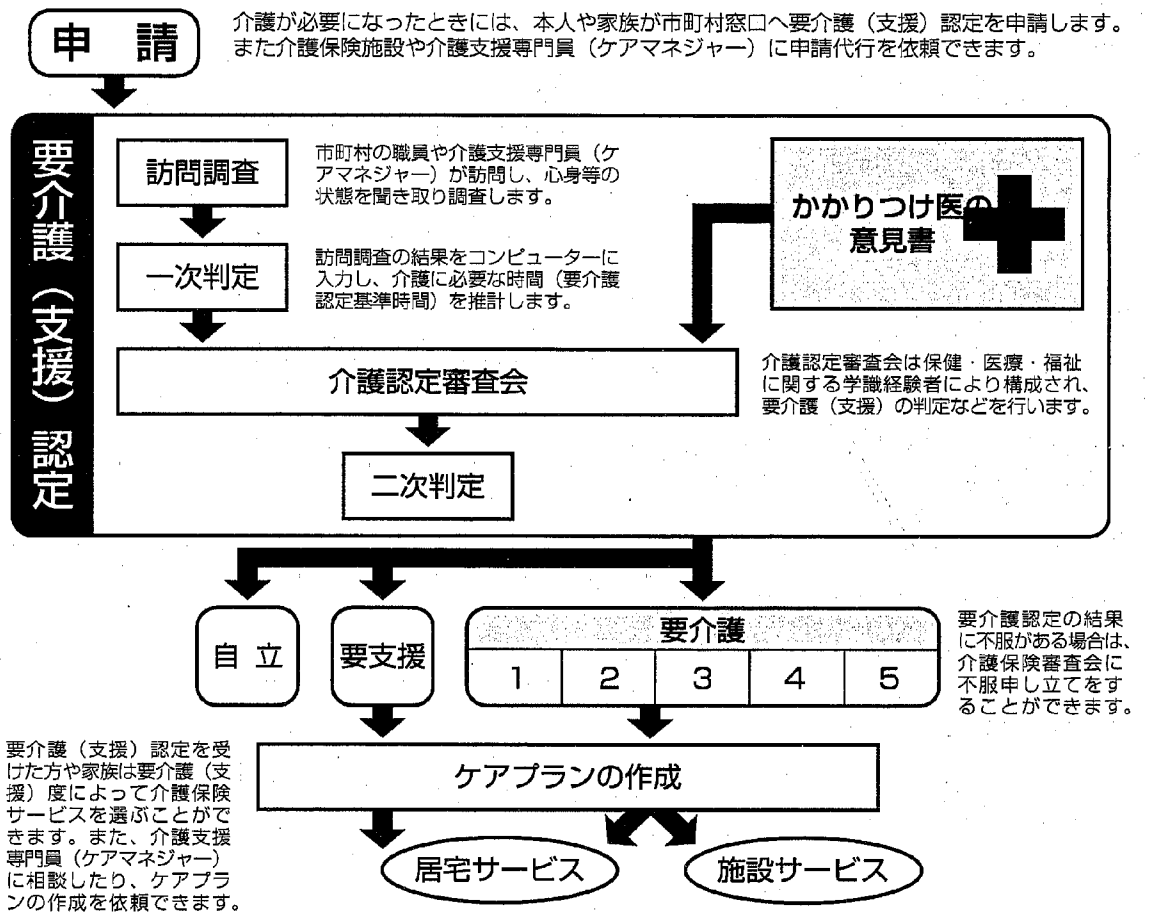 申 請
介護が必要になったときには、本人や家族が市町村窓口へ要介護（支援）認定を申請します。
また介護保険施設や介護支援専門員（ケアマネジャー）に申請代行を依頼できます。
要介護（支援）認定
訪問調査
市町村の職員や介護支援専門員（ケ
アマネジャー）が訪問し、心身等の
状態を聞き取り調査します。
かかりつけ医の
意見書
一次判定
訪問調査の結果をコンピューターに
入力し、介護に必要な時間（要介護
認定基準時間）を推計します。
介護認定審査会
介護認定審査会は保健・医療・福祉
に関する学識経験者により構成され、
要介護（支援）の判定などを行います。
二次判定
自 立
要支援
要介護
1 2 3 4 5
要介護認定の結果
に不服がある場合は、
介護保険審査会に
不服申し立てをす
ることができます。
要介護（支援）認定を受
けた方や家族は要介護（支
援）度によって介護保険
サービスを選ぶことがで
きます。また、介護支援
専門員（ケアマネジャー）
に相談したり、ケアプラ
ンの作成を依頼できます。
ケアプランの作成
居宅サービス
施設サービス